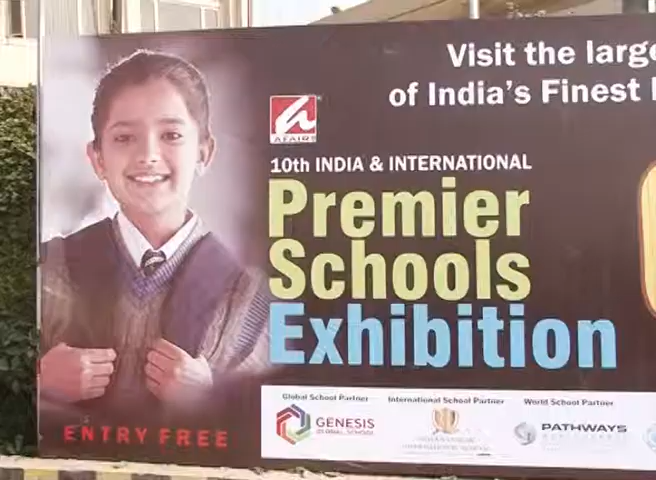 Visit the large
of India's Finest
AFAIRS
10th INDIA & INTERNATIONAL
Premier
Schools
Exhibition
Global School Partner
International School Partner
World School Partner
GENESIS
GLOBAL SCHOOL
PATHWAYS
ENTRY FREE